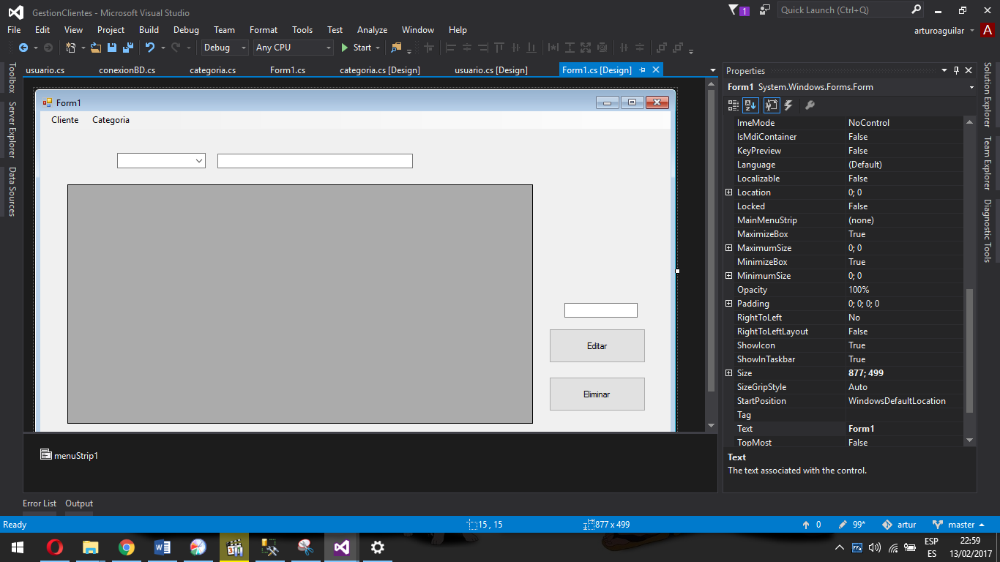 GestionClientes - Microsoft Visual Studio
1
Quick Launch (Ctrl+Q)
File Edit View Project Build Debug Team Format Tools Test Analyze Window Help
arturoaguilar
A
Debug
Any CPU
Start
usuario.cs conexionBD.cs categoria.cs Form1.cs categoria.cs [Design] usuario.cs [Design] Form1.cs [Design]
Toolbox
Server Explorer
Data Sources
Form1
Cliente Categoria
Editar
Eliminar
menuStrip1
Properties
Form1 System.Windows.Forms.Form
ImeMode NoControl
IsMdiContainer False
KeyPreview False
Language (Default)
Localizable False
Location 0; 0
Locked False
MainMenuStrip (none)
MaximizeBox True
MaximumSize 0; 0
MinimizeBox True
MinimumSize 0; 0
Opacity 100%
Padding 0; 0; 0; 0
RightToLeft No
RightToLeftLayout False
ShowIcon True
ShowInTaskbar True
Size 877; 499
SizeGripStyle Auto
StartPosition WindowsDefaultLocation
Tag
Text Form1
TopMost False
Text
The text associated with the control.
Solution Explorer
Team Explorer
Diagnostic Tools
Error List Output
Ready
15 , 15
877 x 499
0
99*
artur
master
ESP
ES
22:59
13/02/2017